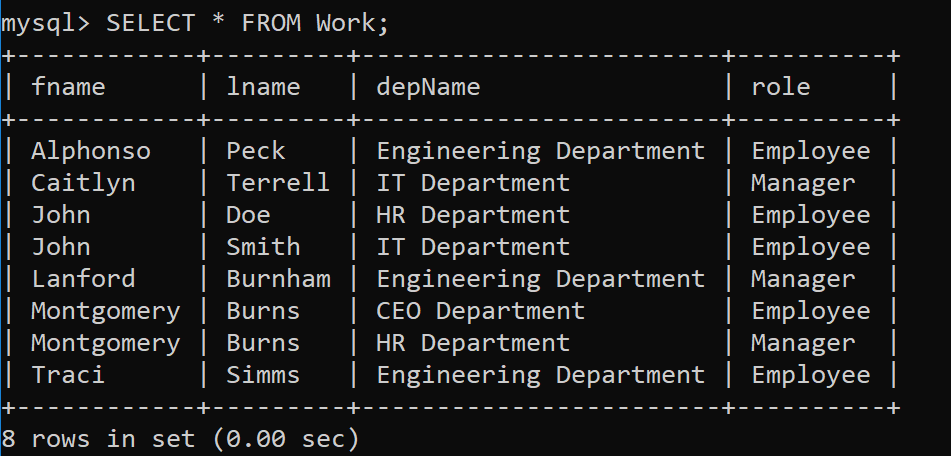 mysql> SELECT * FROM Work;
+------------+---------+------------------------+----------+
| fname      | lname   | depName                | role     |
+------------+---------+------------------------+----------+
| Alphonso   | Peck    | Engineering Department | Employee |
| Caitlyn    | Terrell | IT Department          | Manager  |
| John       | Doe     | HR Department          | Employee |
| John       | Smith   | IT Department          | Employee |
| Lanford    | Burnham | Engineering Department | Manager  |
| Montgomery | Burns   | CEO Department         | Employee |
| Montgomery | Burns   | HR Department          | Manager  |
| Traci      | Simms   | Engineering Department | Employee |
+------------+---------+------------------------+----------+
8 rows in set (0.00 sec)